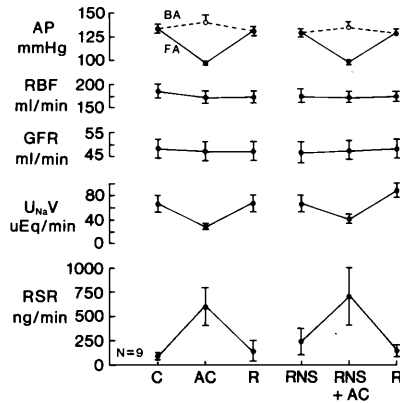 AP
mmHg
150
125
100
BA
FA
RBF
ml/min
200
150
GFR
ml/min
55
45
UNaV
uEq/min
80
40
0
RSR
ng/min
1000
750
500
250
0
N=9
C AC R RNS RNS R
+ AC